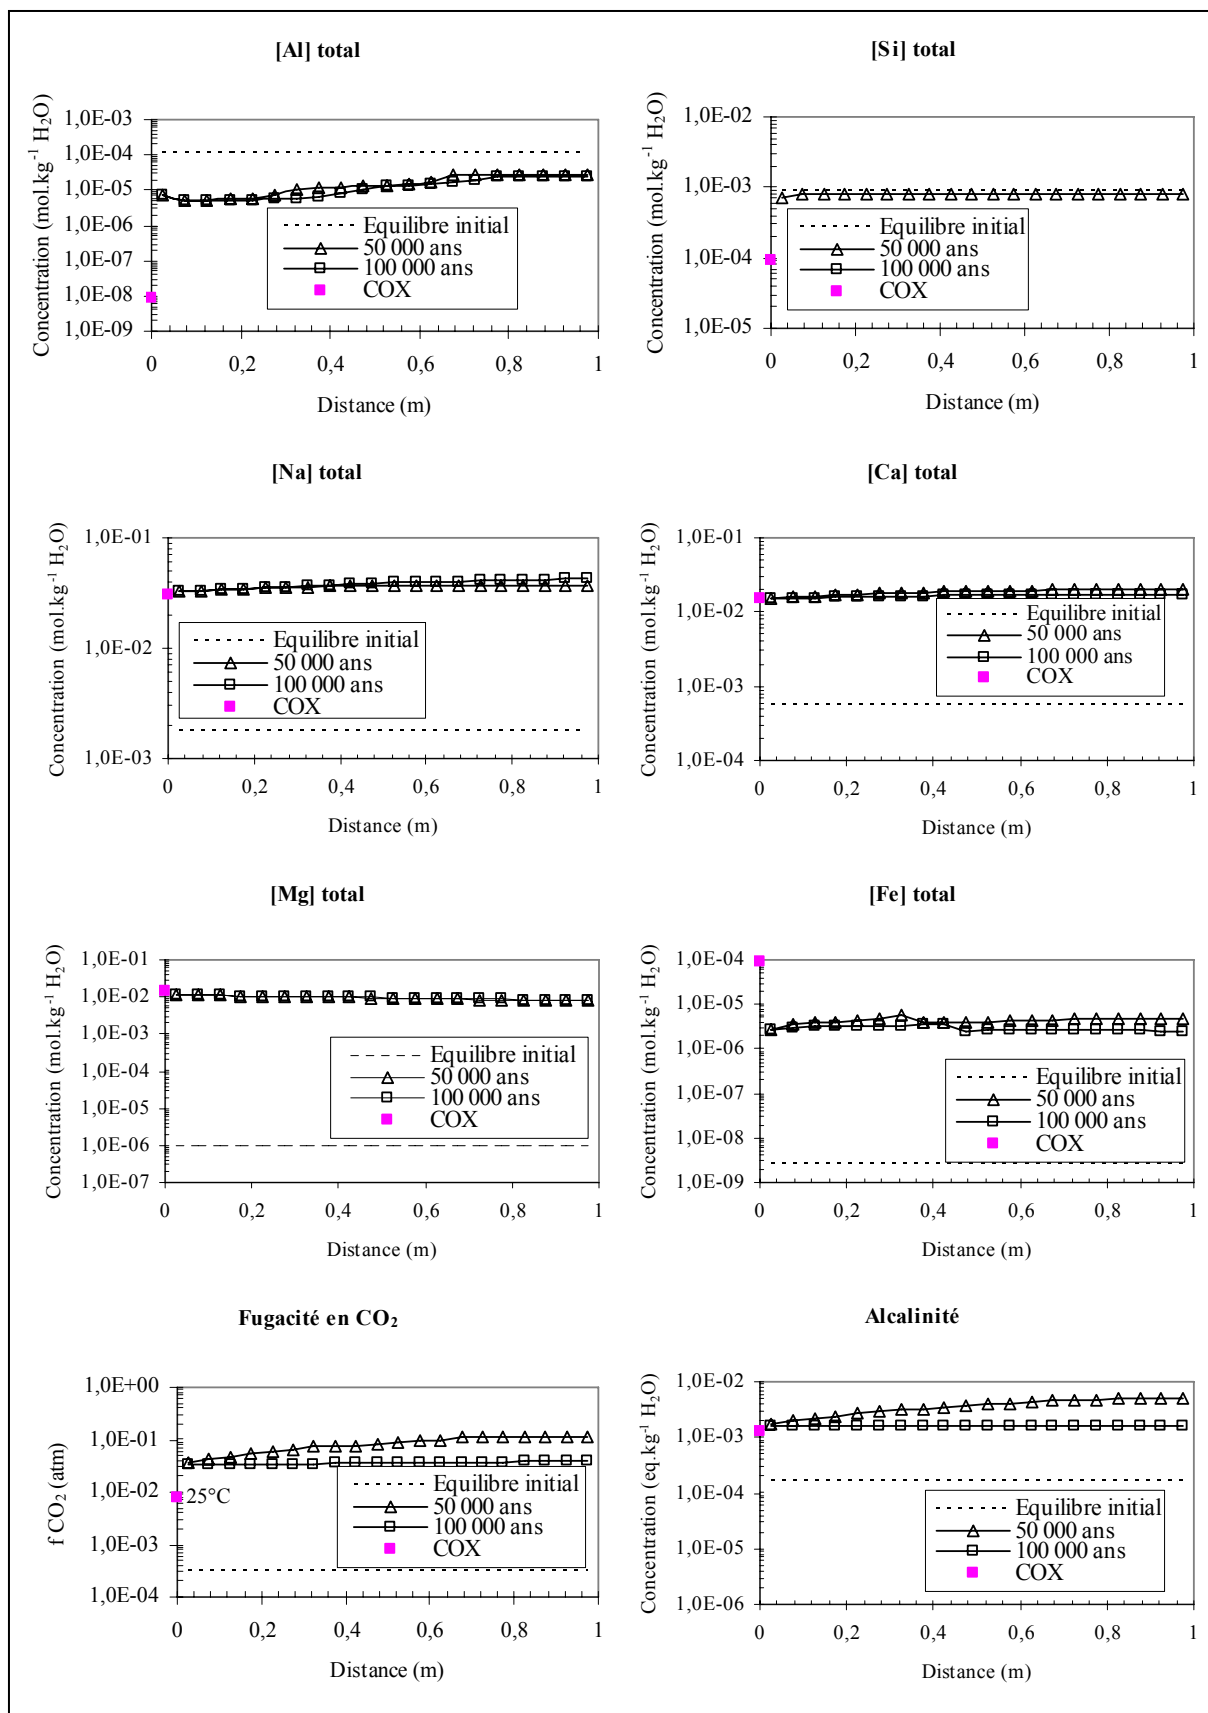 [Al] total
Concentration (mol.kg⁻¹ H₂O)
1,0E-03
1,0E-04
1,0E-05
1,0E-06
1,0E-07
1,0E-08
1,0E-09
Equilibre initial
50 000 ans
100 000 ans
COX
0 0,2 0,4 0,6 0,8 1
Distance (m)
[Si] total
Concentration (mol.kg⁻¹ H₂O)
1,0E-02
1,0E-03
1,0E-04
1,0E-05
Equilibre initial
50 000 ans
100 000 ans
COX
0 0,2 0,4 0,6 0,8 1
Distance (m)
[Na] total
Concentration (mol.kg⁻¹ H₂O)
1,0E-01
1,0E-02
1,0E-03
Equilibre initial
50 000 ans
100 000 ans
COX
0 0,2 0,4 0,6 0,8 1
Distance (m)
[Ca] total
Concentration (mol.kg⁻¹ H₂O)
1,0E-01
1,0E-02
1,0E-03
1,0E-04
Equilibre initial
50 000 ans
100 000 ans
COX
0 0,2 0,4 0,6 0,8 1
Distance (m)
[Mg] total
Concentration (mol.kg⁻¹ H₂O)
1,0E-01
1,0E-02
1,0E-03
1,0E-04
1,0E-05
1,0E-06
1,0E-07
Equilibre initial
50 000 ans
100 000 ans
COX
0 0,2 0,4 0,6 0,8 1
Distance (m)
[Fe] total
Concentration (mol.kg⁻¹ H₂O)
1,0E-04
1,0E-05
1,0E-06
1,0E-07
1,0E-08
1,0E-09
Equilibre initial
50 000 ans
100 000 ans
COX
0 0,2 0,4 0,6 0,8 1
Distance (m)
Fugacité en CO₂
f CO₂ (atm)
1,0E+00
1,0E-01
1,0E-02
1,0E-03
1,0E-04
25°C
Equilibre initial
50 000 ans
100 000 ans
COX
0 0,2 0,4 0,6 0,8 1
Distance (m)
Alcalinité
Concentration (eq.kg⁻¹ H₂O)
1,0E-02
1,0E-03
1,0E-04
1,0E-05
1,0E-06
Equilibre initial
50 000 ans
100 000 ans
COX
0 0,2 0,4 0,6 0,8 1
Distance (m)